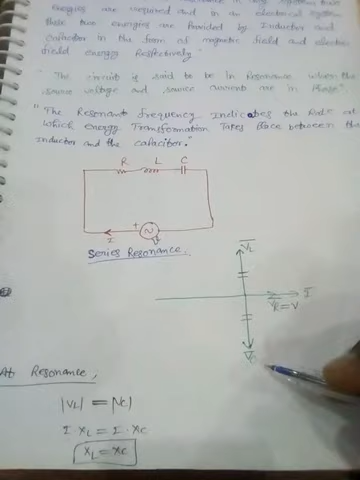 energies are required and in an electrical system
these two energies are Provided by Inductor and
Capacitor in the form of magnetic field and electric
field energy Respectively"
"The circuit is said to be in Resonance when the
source voltage and source currents are in Phase".
"The Resonant frequency Indicates the Rate at
which energy Transformation Takes place between the
Inductor and the capacitor."
R L C
+
I
V
Series Resonance.
VL
I
VR=V
VC
At Resonance,
|VL| = |VC|
I · XL = I · XC
XL = XC